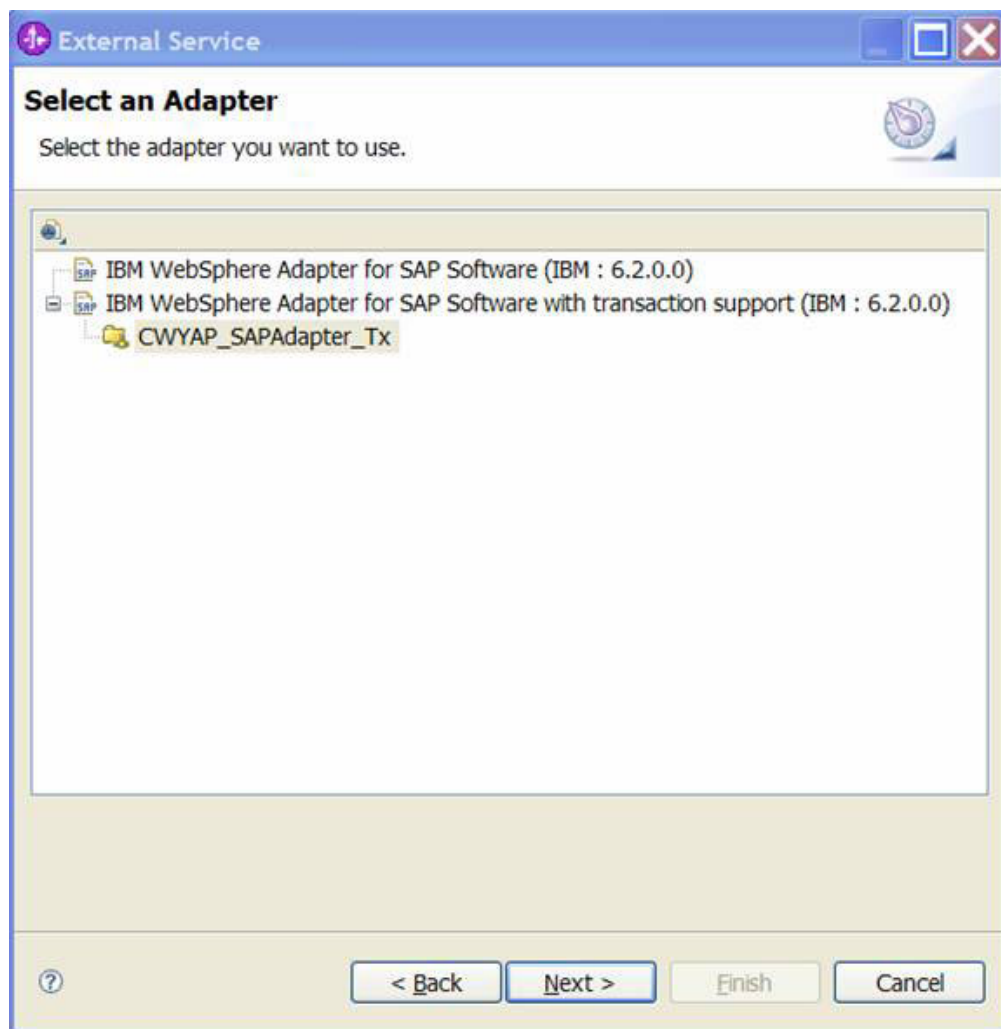 External Service
Select an Adapter
Select the adapter you want to use.
IBM WebSphere Adapter for SAP Software (IBM : 6.2.0.0)
IBM WebSphere Adapter for SAP Software with transaction support (IBM : 6.2.0.0)
CWYAP_SAPAdapter_Tx
< Back Next > Finish Cancel